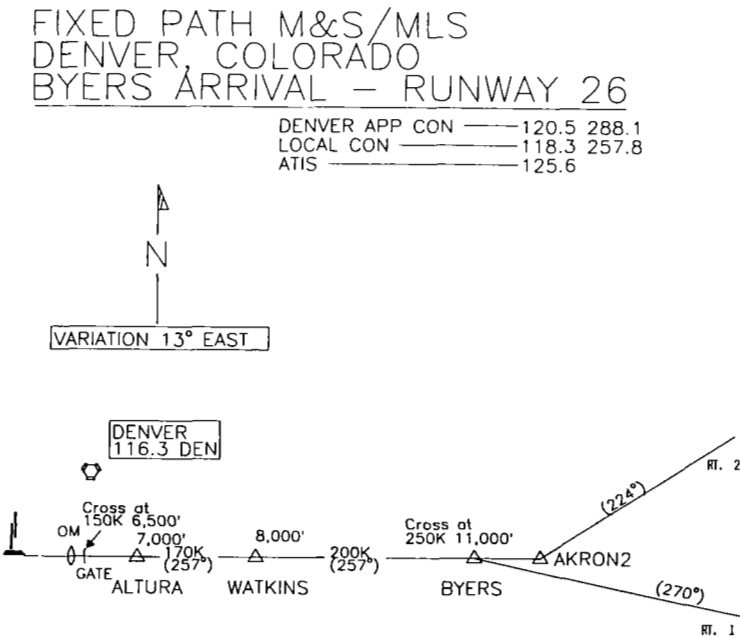 FIXED PATH M&S/MLS
DENVER, COLORADO
BYERS ARRIVAL - RUNWAY 26
DENVER APP CON 120.5 288.1
LOCAL CON 118.3 257.8
ATIS 125.6
N
VARIATION 13° EAST
DENVER
116.3 DEN
RT. 2
(224°)
Cross at
150K 6,500'
OM
7,000'
8,000'
Cross at
250K 11,000'
170K
(257°)
200K
(257°)
AKRON2
GATE
ALTURA
WATKINS
BYERS
(270°)
RT. 1